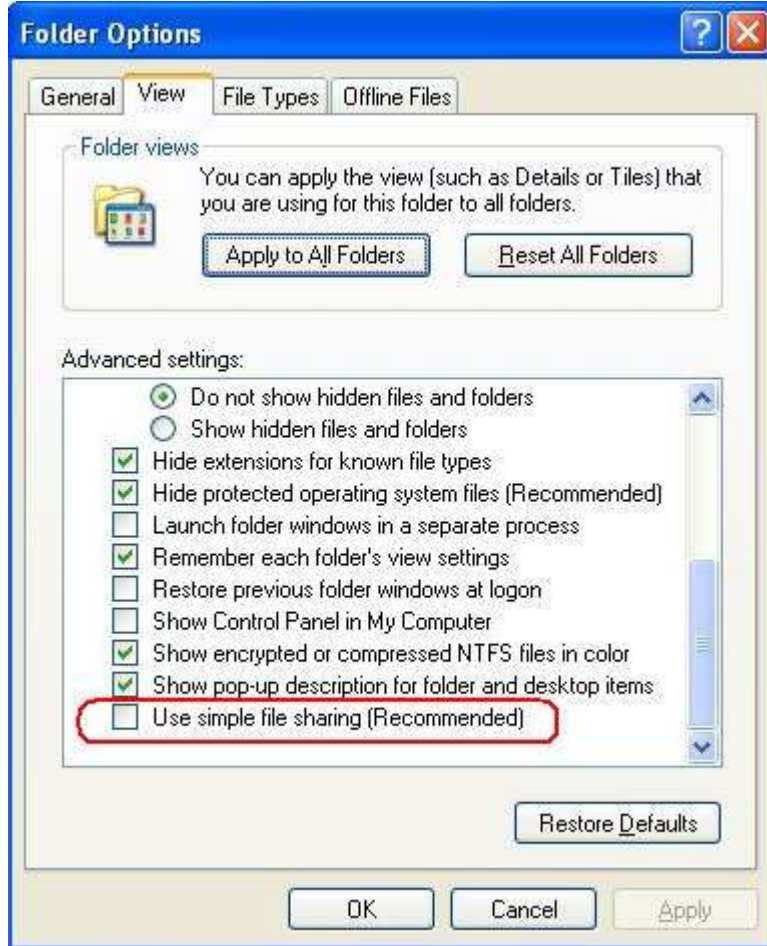 Folder Options
General View File Types Offline Files
Folder views
You can apply the view (such as Details or Tiles) that
you are using for this folder to all folders.
Apply to All Folders Reset All Folders
Advanced settings:
Do not show hidden files and folders
Show hidden files and folders
Hide extensions for known file types
Hide protected operating system files (Recommended)
Launch folder windows in a separate process
Remember each folder's view settings
Restore previous folder windows at logon
Show Control Panel in My Computer
Show encrypted or compressed NTFS files in color
Show pop-up description for folder and desktop items
Use simple file sharing (Recommended)
Restore Defaults
OK Cancel Apply